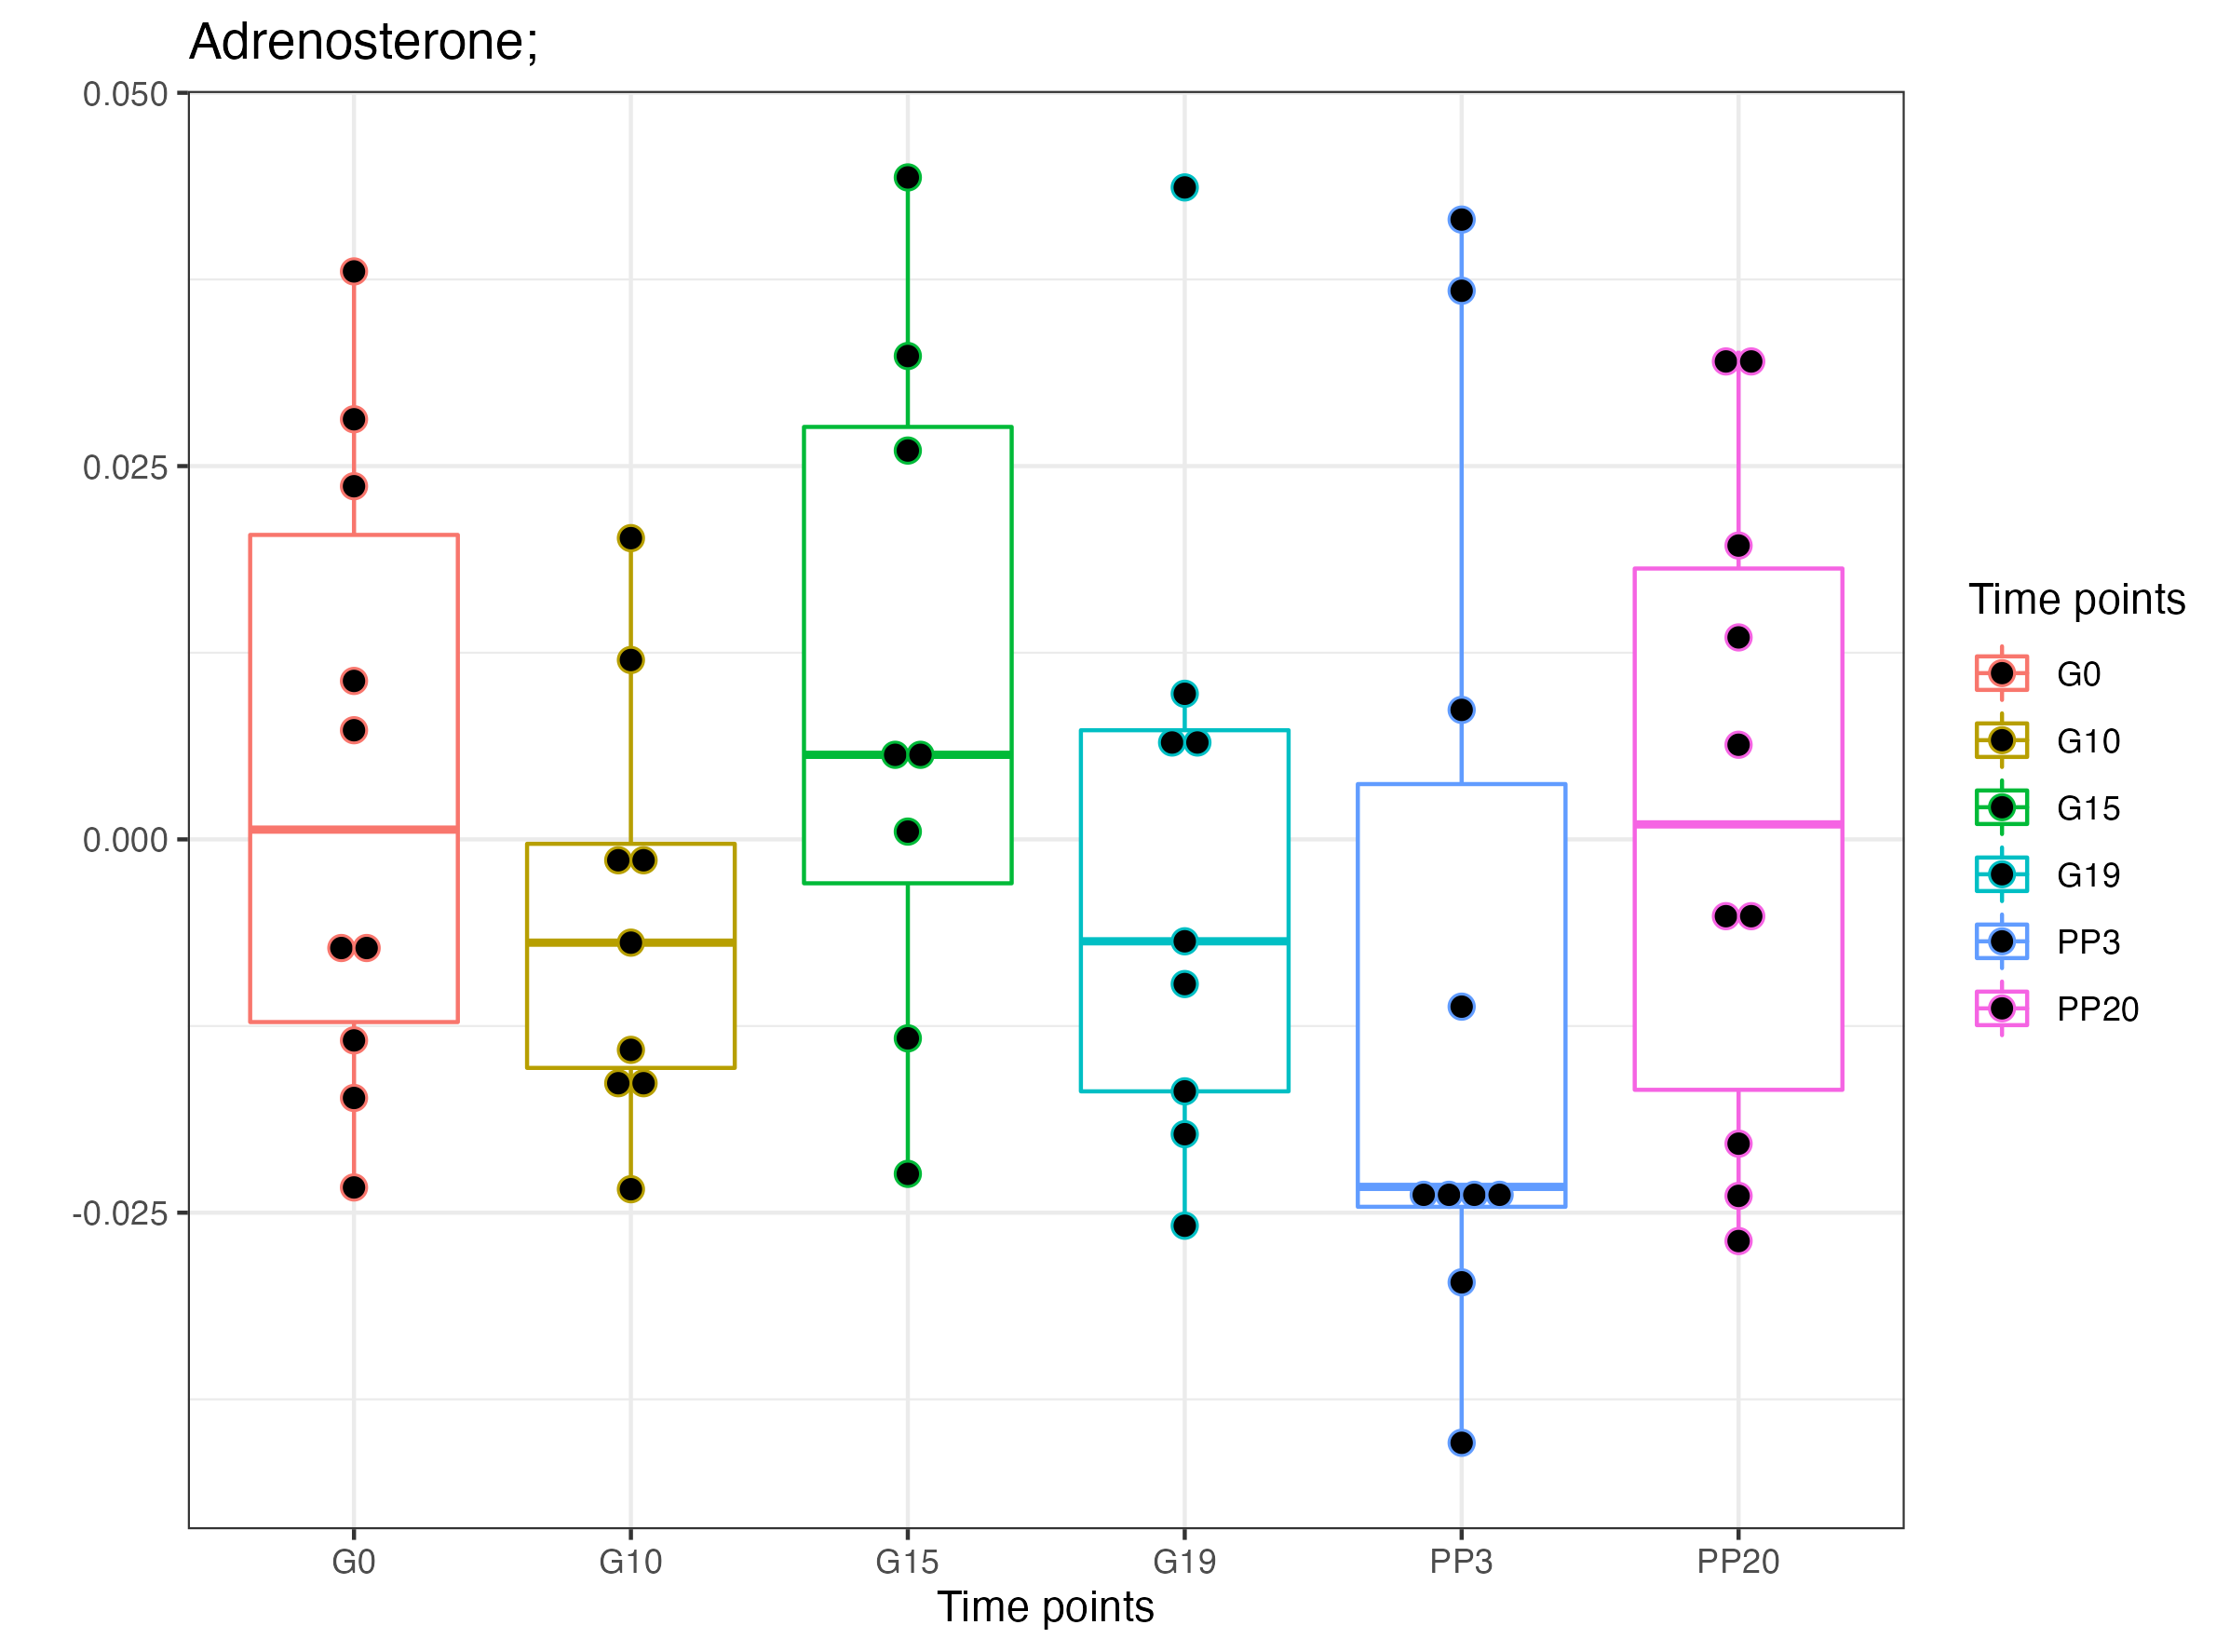 Adrenosterone;
0.050
0.025
0.000
-0.025
G0 G10 G15 G19 PP3 PP20
Time points
Time points
G0
G10
G15
G19
PP3
PP20